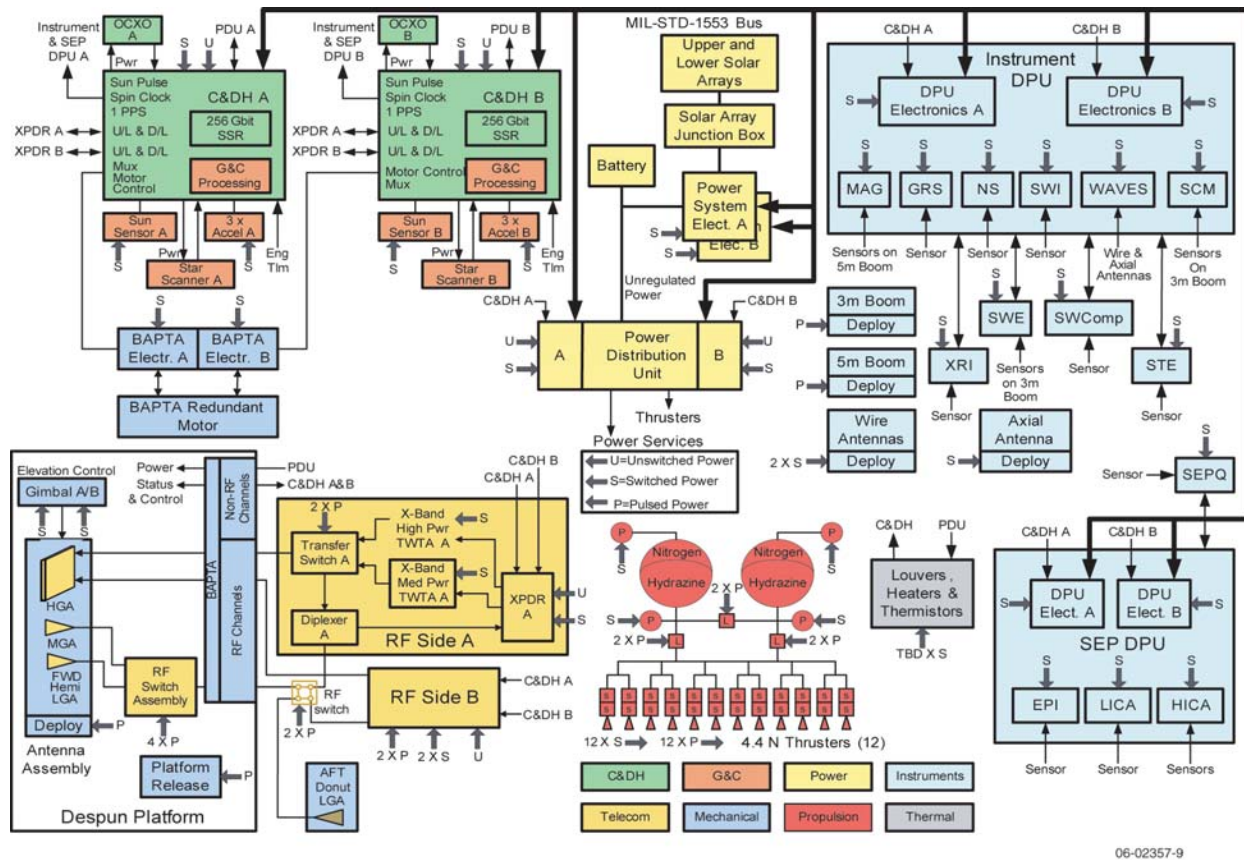 MIL-STD-1553 Bus
Instrument
& SEP
DPU A
OCXO
A
Pwr
S
U
PDU A
Sun Pulse
Spin Clock
1 PPS
C&DH A
256 Gbit
SSR
U/L & D/L
U/L & D/L
Mux
Motor
Control
G&C
Processing
XPDR A
XPDR B
Sun
Sensor A
3 x
Accel A
S
S
Pwr
Star
Scanner A
Eng
Tlm
Instrument
& SEP
DPU B
OCXO
B
Pwr
S
U
PDU B
Sun Pulse
Spin Clock
1 PPS
C&DH B
256 Gbit
SSR
U/L & D/L
U/L & D/L
Motor Control
Mux
G&C
Processing
XPDR A
XPDR B
Sun
Sensor B
3 x
Accel B
S
S
Pwr
Star
Scanner B
Eng
Tlm
S
S
BAPTA
Electr. A
BAPTA
Electr. B
BAPTA Redundant
Motor
Upper and
Lower Solar
Arrays
Solar Array
Junction Box
Battery
Power
System
Elect. A
Elec. B
S
S
Unregulated
Power
C&DH A
C&DH B
U
S
A
Power
Distribution
Unit
B
U
S
Thrusters
Power Services
U=Unswitched Power
S=Switched Power
P=Pulsed Power
C&DH A
C&DH B
Instrument
DPU
S
DPU
Electronics A
DPU
Electronics B
S
S
S
S
S
S
S
MAG
GRS
NS
SWI
WAVES
SCM
Sensors on
5m Boom
Sensor
Sensor
Sensor
Wire &
Axial
Antennas
Sensors
On
3m Boom
3m Boom
P
Deploy
5m Boom
P
Deploy
Wire
Antennas
2 X S
Deploy
S
XRI
Sensor
S
SWE
Sensors
on 3m
Boom
S
SWComp
Sensor
S
STE
Sensor
Axial
Antenna
S
Deploy
S
Sensor
SEPQ
C&DH A
C&DH B
S
DPU
Elect. A
DPU
Elect. B
S
SEP DPU
S
S
S
EPI
LICA
HICA
Sensor
Sensor
Sensors
Elevation Control
Gimbal A/B
S
S
Power
Status
& Control
PDU
C&DH A&B
Non-RF
Channels
BAPTA
RF Channels
HGA
MGA
FWD
Hemi
LGA
Deploy
P
Antenna
Assembly
RF
Switch
Assembly
4 X P
Platform
Release
P
Despun Platform
2 X P
Transfer
Switch A
X-Band
High Pwr
TWTA A
S
X-Band
Med Pwr
TWTA A
S
C&DH A
C&DH B
XPDR
A
U
S
Diplexer
A
RF Side A
RF
switch
2 X P
RF Side B
C&DH A
C&DH B
2 X P
2 X S
U
AFT
Donut
LGA
P
S
Nitrogen
Hydrazine
Nitrogen
Hydrazine
P
S
2 X P
S
P
L
P
S
L
2 X P
L
2 X P
S S S S S S S S S S S S
S S S S S S S S S S S S
12 X S
12 X P
4.4 N Thrusters (12)
C&DH
PDU
Louvers,
Heaters &
Thermistors
TBD X S
C&DH
G&C
Power
Instruments
Telecom
Mechanical
Propulsion
Thermal
06-02357-9